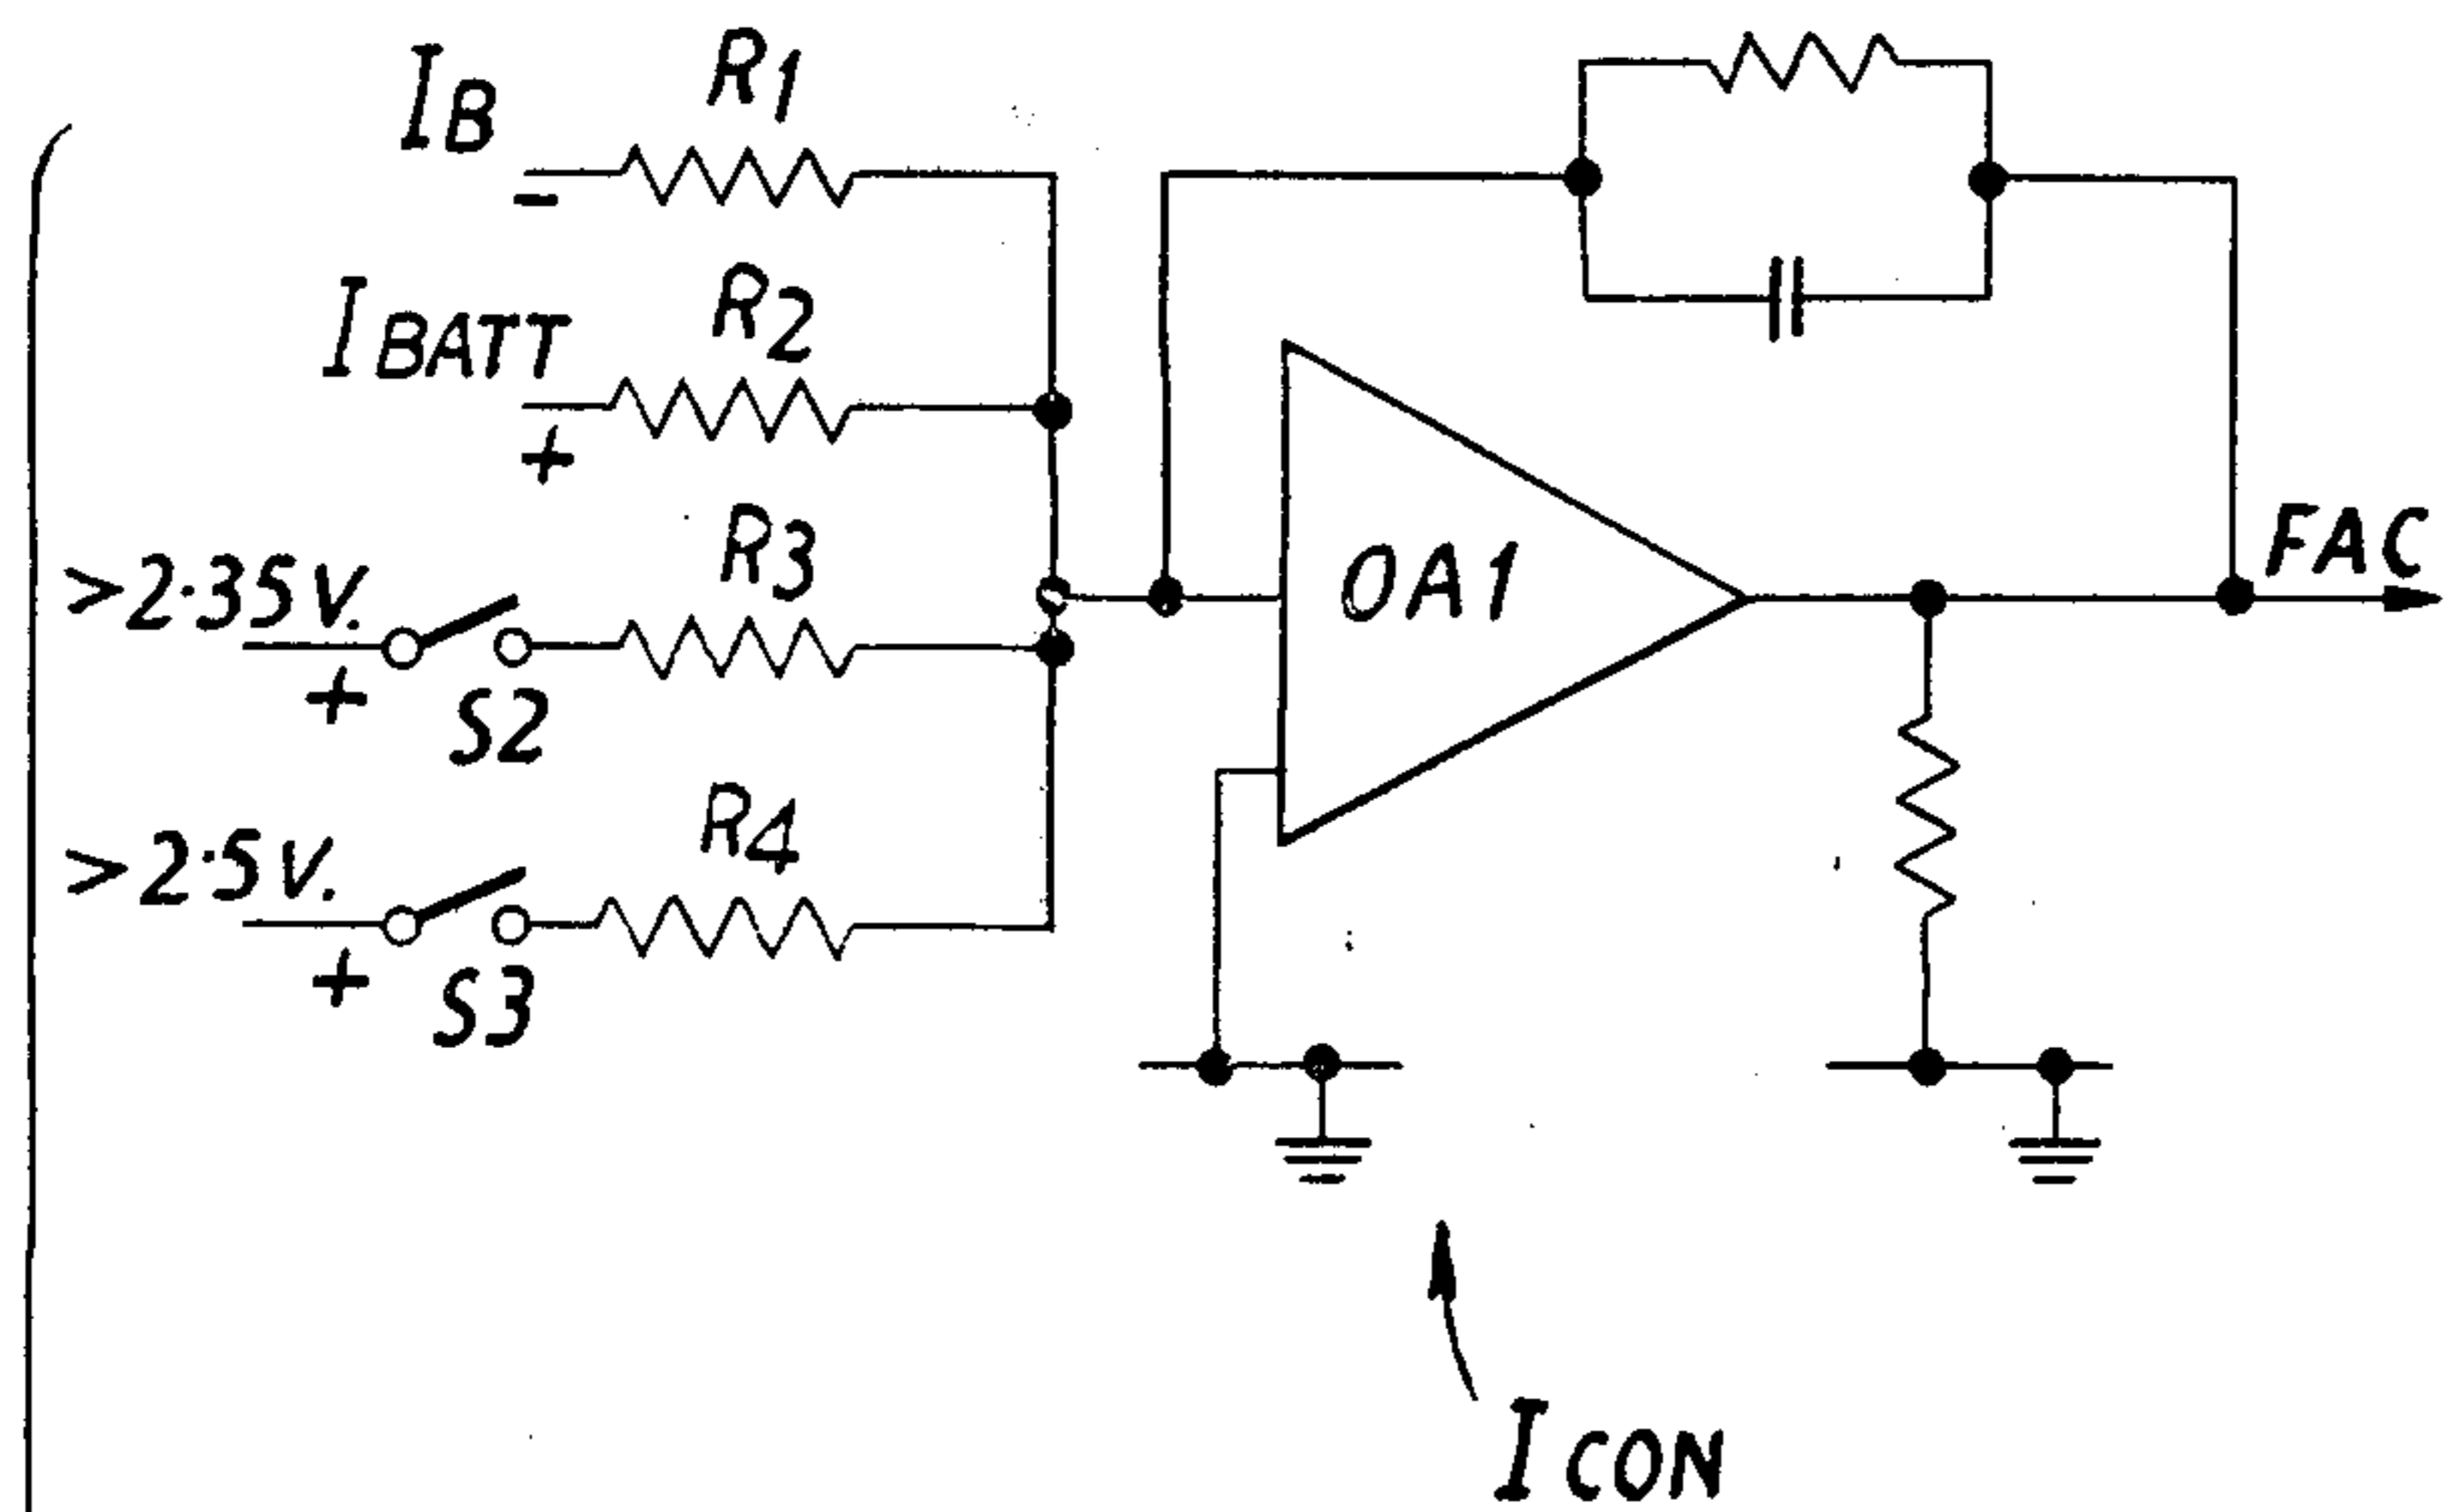 IB
R1
IBATT
R2
+
-
>2·35V.
R3
+
S2
>2·5V.
R4
+
S3
OA1
FAC
ICON